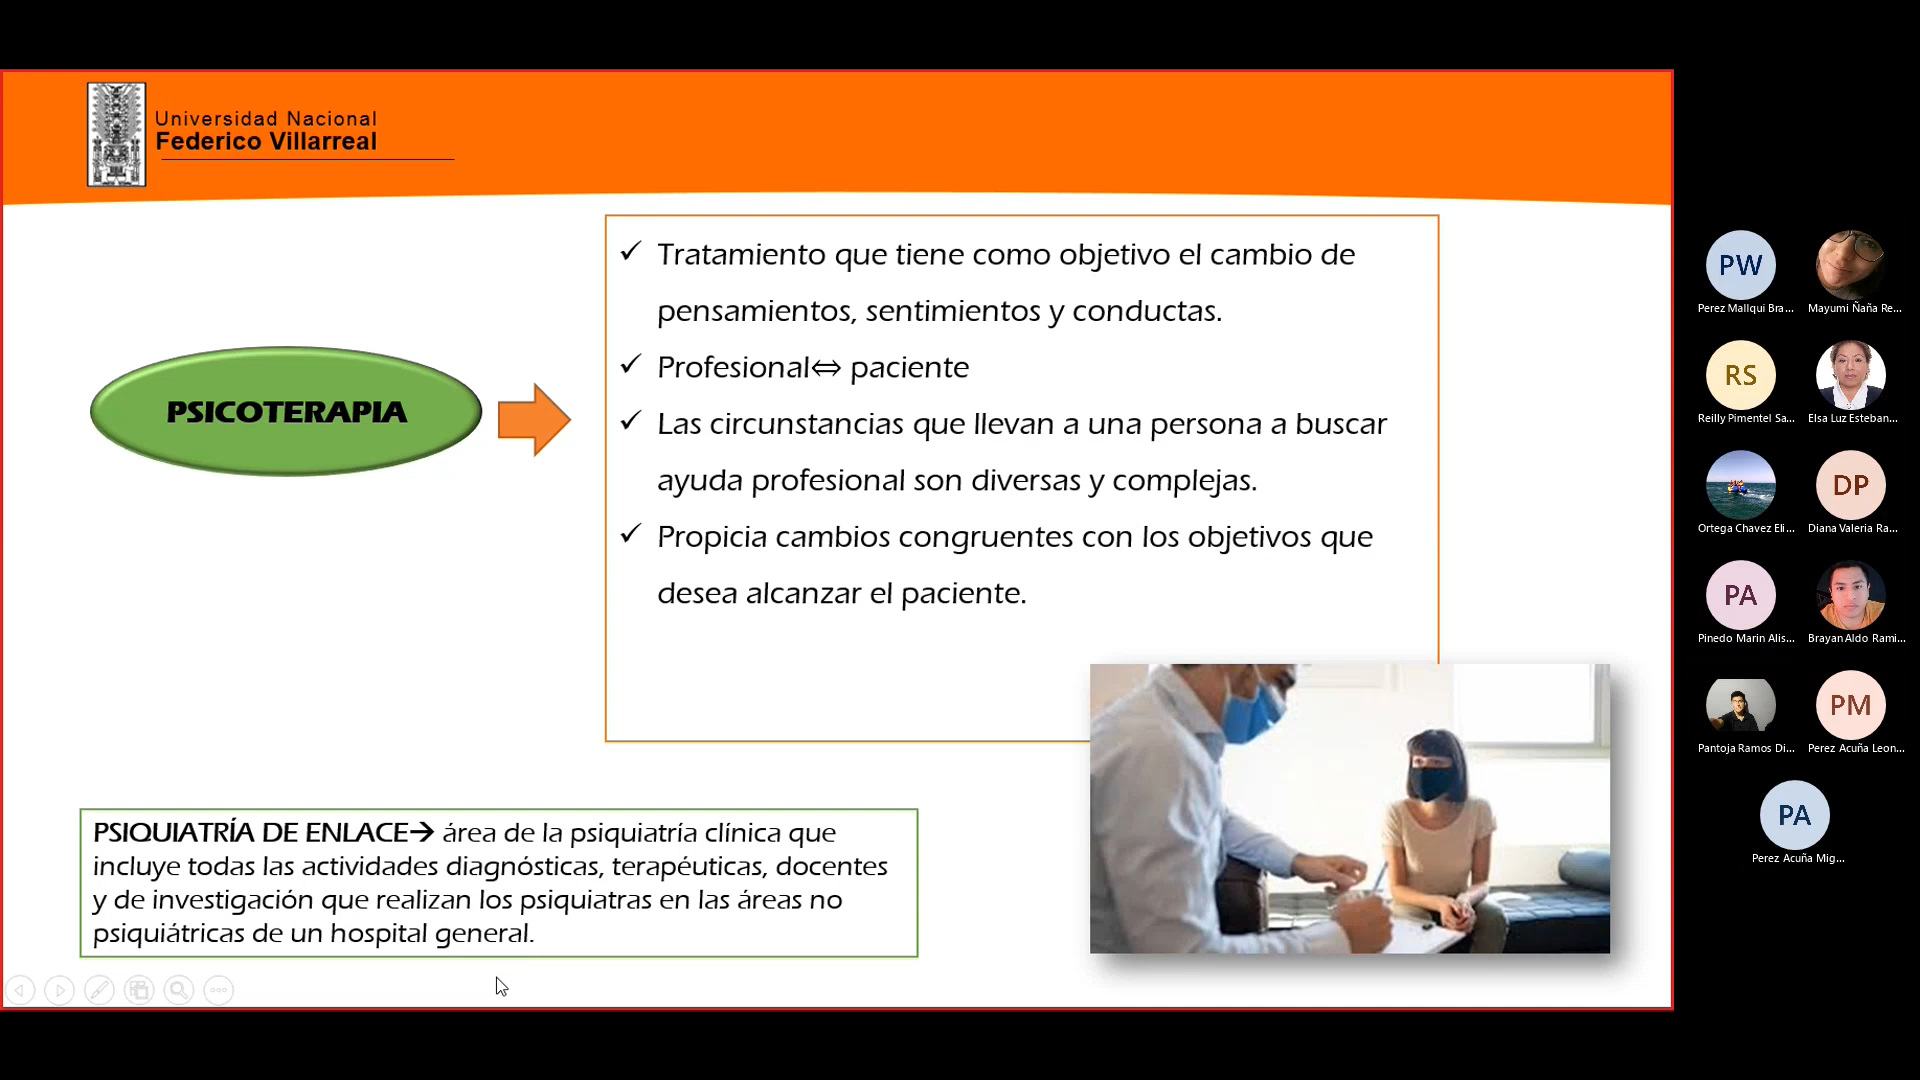 Universidad Nacional
Federico Villarreal
PSICOTERAPIA
✓ Tratamiento que tiene como objetivo el cambio de
pensamientos, sentimientos y conductas.
✓ Profesional⇔ paciente
✓ Las circunstancias que llevan a una persona a buscar
ayuda profesional son diversas y complejas.
✓ Propicia cambios congruentes con los objetivos que
desea alcanzar el paciente.
PSIQUIATRÍA DE ENLACE→ área de la psiquiatría clínica que
incluye todas las actividades diagnósticas, terapéuticas, docentes
y de investigación que realizan los psiquiatras en las áreas no
psiquiátricas de un hospital general.
PW
Perez Mallqui Bra...
Mayumi Ñaña Re...
RS
Reilly Pimentel Sa...
Elsa Luz Esteban...
Ortega Chavez Eli...
DP
Diana Valeria Ra...
PA
Pinedo Marin Alis...
Brayan Aldo Rami...
Pantoja Ramos Di...
PM
Perez Acuña Leon...
PA
Perez Acuña Mig...